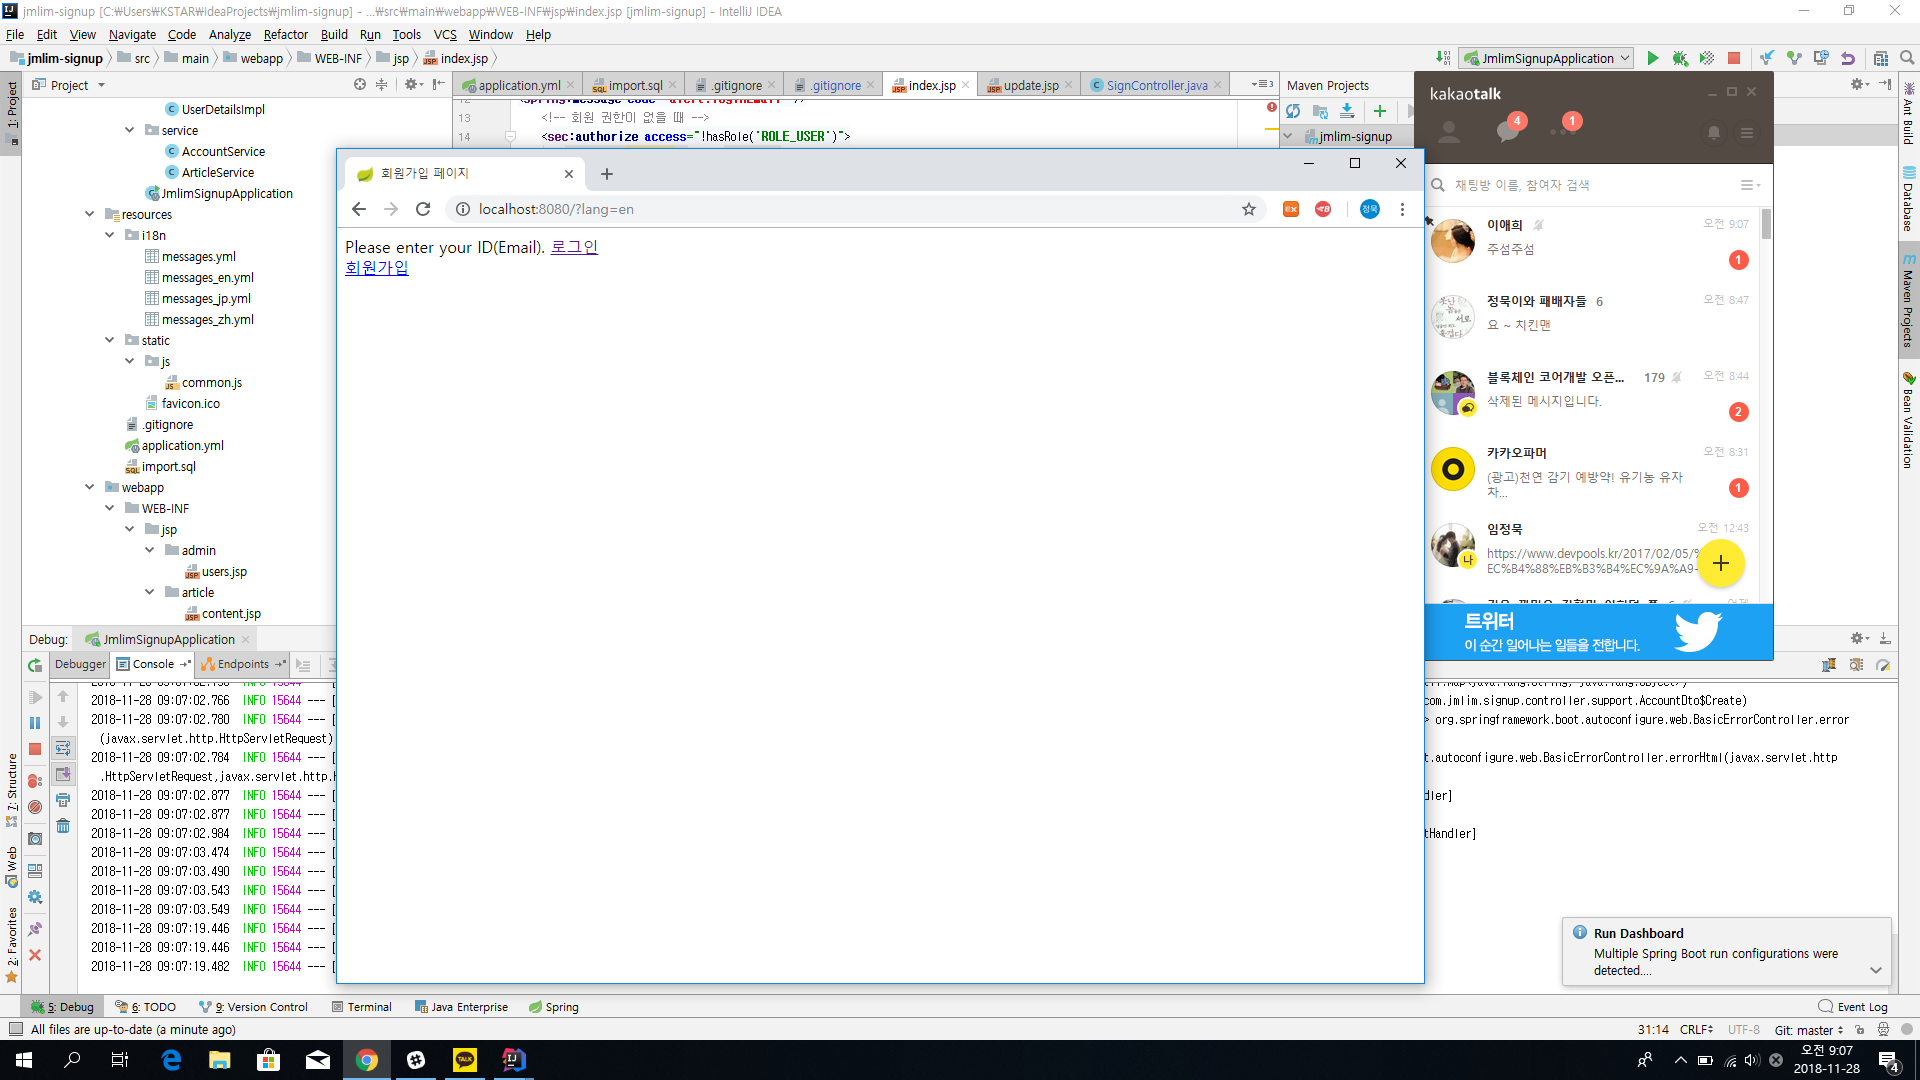 jmlim-signup [C:₩Users₩KSTAR₩IdeaProjects₩jmlim-signup] - ...₩src₩main₩webapp₩WEB-INF₩jsp₩index.jsp [jmlim-signup] - IntelliJ IDEA
File Edit View Navigate Code Analyze Refactor Build Run Tools VCS Window Help
jmlim-signup src main webapp WEB-INF jsp index.jsp
JmlimSignupApplication
1: Project
Project
application.yml import.sql .gitignore .gitignore index.jsp update.jsp SignController.java
Maven Projects
UserDetailsImpl
service
AccountService
ArticleService
JmlimSignupApplication
resources
i18n
messages.yml
messages_en.yml
messages_jp.yml
messages_zh.yml
static
js
common.js
favicon.ico
.gitignore
application.yml
import.sql
webapp
WEB-INF
jsp
admin
users.jsp
article
content.jsp
13 <!-- 회원 권한이 없을 때 -->
14 <sec:authorize access="!hasRole('ROLE_USER')">
jmlim-signup
회원가입 페이지
localhost:8080/?lang=en
정묵
Please enter your ID(Email). 로그인
회원가입
kakaotalk
4
1
채팅방 이름, 참여자 검색
이애희 오전 9:07
주섬주섬
1
정묵이와 패배자들 6 오전 8:47
요 ~ 치킨맨
블록체인 코어개발 오픈... 179 오전 8:44
삭제된 메시지입니다.
2
카카오파머 오전 8:31
(광고)천연 감기 예방약! 유기농 유자
차...
1
임정묵 오전 12:43
나
https://www.devpools.kr/2017/02/05/%
EC%B4%88%EB%B3%B4%EC%9A%A9-
트위터
이 순간 일어나는 일들을 전합니다.
Ant Build
Database
Maven Projects
Bean Validation
Debug: JmlimSignupApplication
Debugger Console Endpoints
2018-11-28 09:07:02.766 INFO 15644 --- [
com.jmlim.signup.controller.support.AccountDto$Create)
2018-11-28 09:07:02.780 INFO 15644 --- [
> org.springframework.boot.autoconfigure.web.BasicErrorController.error
(javax.servlet.http.HttpServletRequest)
2018-11-28 09:07:02.784 INFO 15644 --- [
t.autoconfigure.web.BasicErrorController.errorHtml(javax.servlet.http
.HttpServletRequest,javax.servlet.http.H
2018-11-28 09:07:02.877 INFO 15644 --- [
dler]
2018-11-28 09:07:02.877 INFO 15644 --- [
2018-11-28 09:07:02.984 INFO 15644 --- [
tHandler]
2018-11-28 09:07:03.474 INFO 15644 --- [
2018-11-28 09:07:03.490 INFO 15644 --- [
2018-11-28 09:07:03.543 INFO 15644 --- [
2018-11-28 09:07:03.549 INFO 15644 --- [
2018-11-28 09:07:19.446 INFO 15644 --- [
2018-11-28 09:07:19.446 INFO 15644 --- [
2018-11-28 09:07:19.482 INFO 15644 --- [
7: Structure
Web
2: Favorites
Run Dashboard
Multiple Spring Boot run configurations were
detected....
5: Debug 6: TODO 9: Version Control Terminal Java Enterprise Spring Event Log
All files are up-to-date (a minute ago) 31:14 CRLF UTF-8 Git: master
오전 9:07
2018-11-28
4